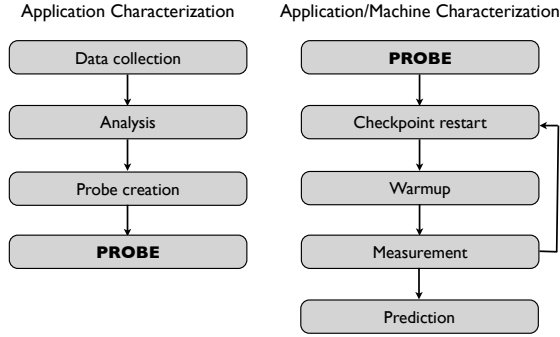 Application Characterization
Data collection
Analysis
Probe creation
PROBE
Application/Machine Characterization
PROBE
Checkpoint restart
Warmup
Measurement
Prediction